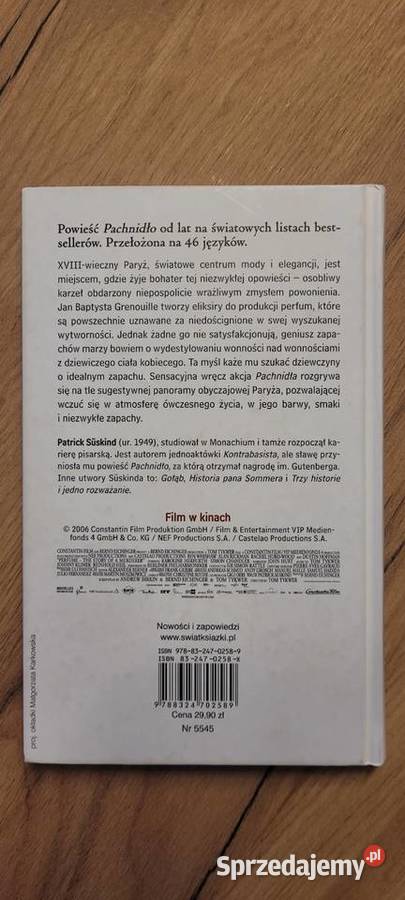 Powieść Pachnidło od lat na światowych listach best-
sellerów. Przełożona na 46 języków.
XVIII-wieczny Paryż, światowe centrum mody i elegancji, jest
miejscem, gdzie żyje bohater tej niezwykłej opowieści – osobliwy
karzeł obdarzony niepospolicie wrażliwym zmysłem powonienia.
Jan Baptysta Grenouille tworzy eliksiry do produkcji perfum, które
są powszechnie uznawane za niedoścignione w swej wyszukanej
wytworności. Jednak żadne go nie satysfakcjonują, geniusz zapa-
chów marzy bowiem o wydestylowaniu wonności nad wonnościami
z dziewiczego ciała kobiecego. Ta myśl każe mu szukać dziewczyny
o idealnym zapachu. Sensacyjna wręcz akcja Pachnidła rozgrywa
się na tle sugestywnej panoramy obyczajowej Paryża, pozwalającej
wczuć się w atmosferę ówczesnego życia, w jego barwy, smaki
i niezwykłe zapachy.
Patrick Süskind (ur. 1949), studiował w Monachium i tamże rozpoczął ka-
rierę pisarską. Jest autorem jednoaktówki Kontrabasista, ale sławę przy-
niosła mu powieść Pachnidło, za którą otrzymał nagrodę im. Gutenberga.
Inne utwory Süskinda to: Gołąb, Historia pana Sommera i Trzy historie
i jedno rozważanie.
Film w kinach
© 2006 Constantin Film Produktion GmbH / Film & Entertainment VIP Medien-
fonds 4 GmbH & Co. KG / NEF Productions S.A. / Castelao Productions S.A.
Nowości i zapowiedzi
www.swiatksiazki.pl
ISBN 978-83-247-0258-9
ISBN 83-247-0258-X
9 788324 702589
Cena 29,90 zł
Nr 5545
proj. okładki Małgorzata Karkowska
Sprzedajemy.pl